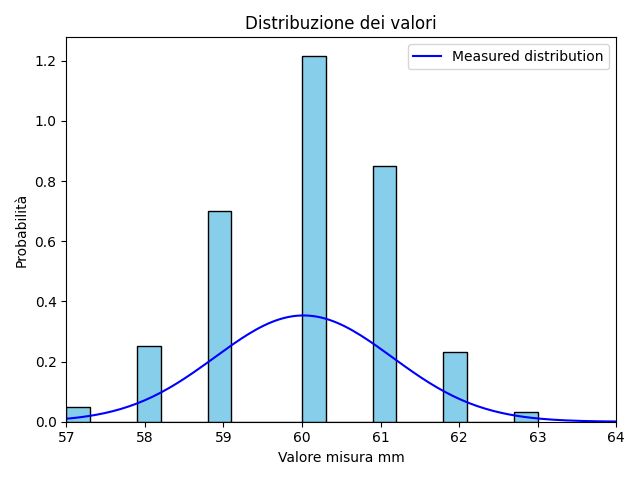 Distribuzione dei valori
Measured distribution
Probabilità
1.2
1.0
0.8
0.6
0.4
0.2
0.0
57 58 59 60 61 62 63 64
Valore misura mm